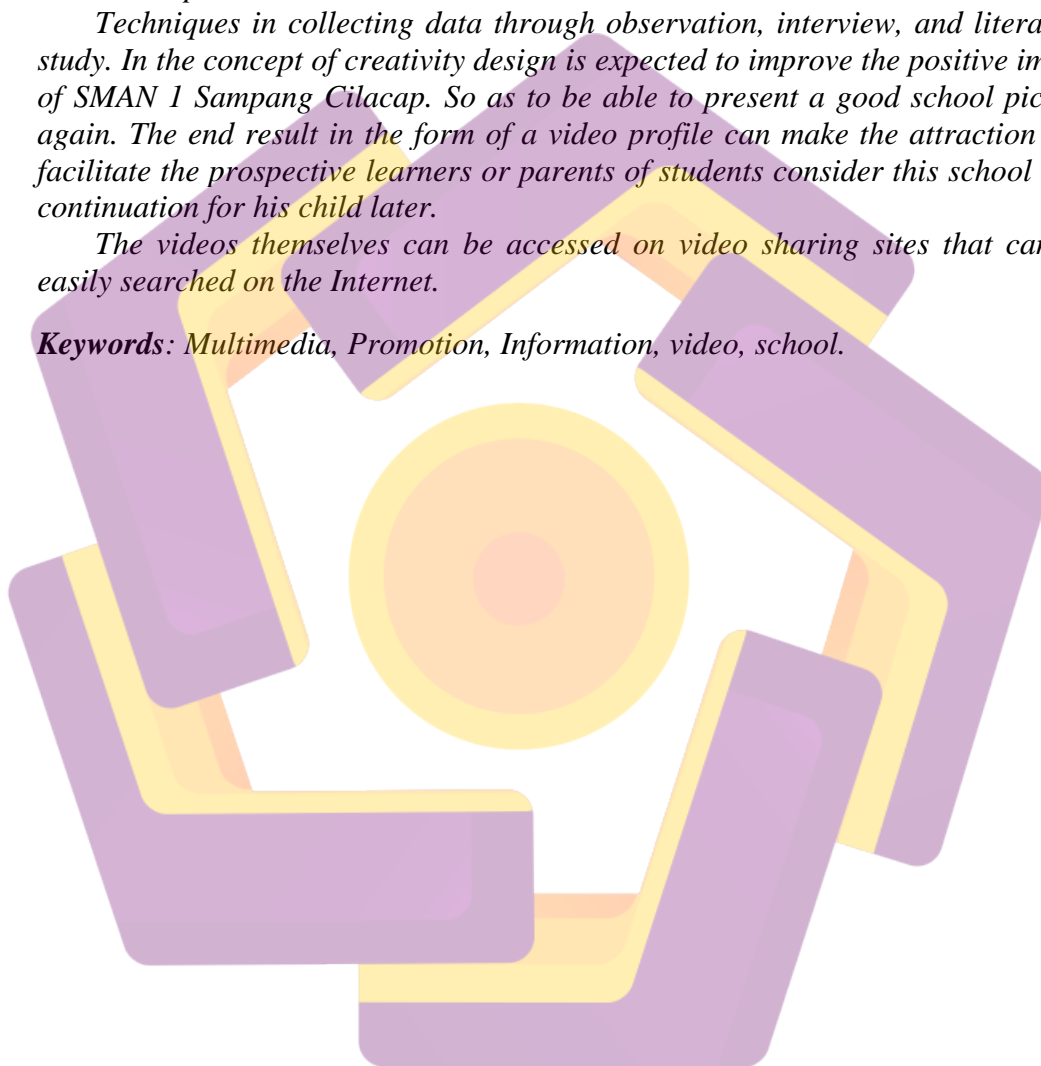 Techniques in collecting data through observation, interview, and litera
study. In the concept of creativity design is expected to improve the positive im
of SMAN 1 Sampang Cilacap. So as to be able to present a good school pic
again. The end result in the form of a video profile can make the attraction
facilitate the prospective learners or parents of students consider this school
continuation for his child later.
The videos themselves can be accessed on video sharing sites that can
easily searched on the Internet.
Keywords: Multimedia, Promotion, Information, video, school.